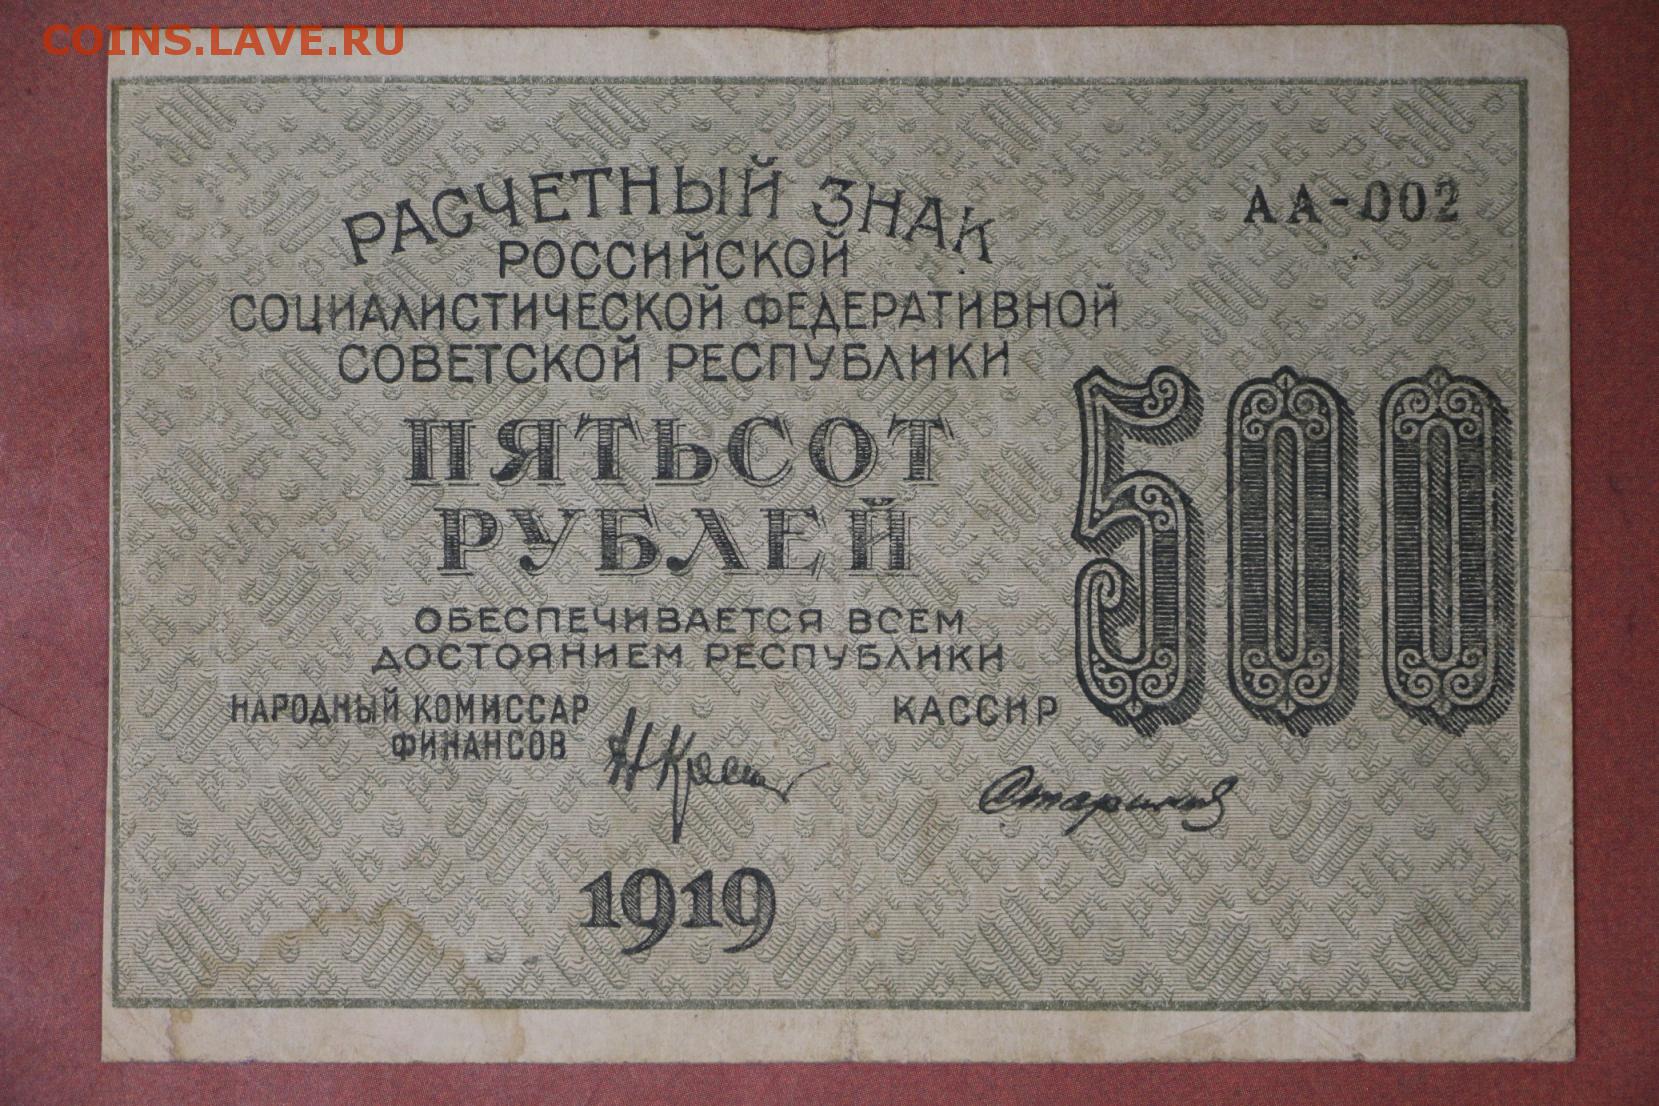 COINS.LAVE.RU
РАСЧЕТНЫЙ ЗНАК
АА-002
РОССИЙСКОЙ
СОЦИАЛИСТИЧЕСКОЙ ФЕДЕРАТИВНОЙ
СОВЕТСКОЙ РЕСПУБЛИКИ
ПЯТЬСОТ
РУБЛЕЙ
500
ОБЕСПЕЧИВАЕТСЯ ВСЕМ
ДОСТОЯНИЕМ РЕСПУБЛИКИ
НАРОДНЫЙ КОМИССАР
ФИНАНСОВ
КАССИР
1919